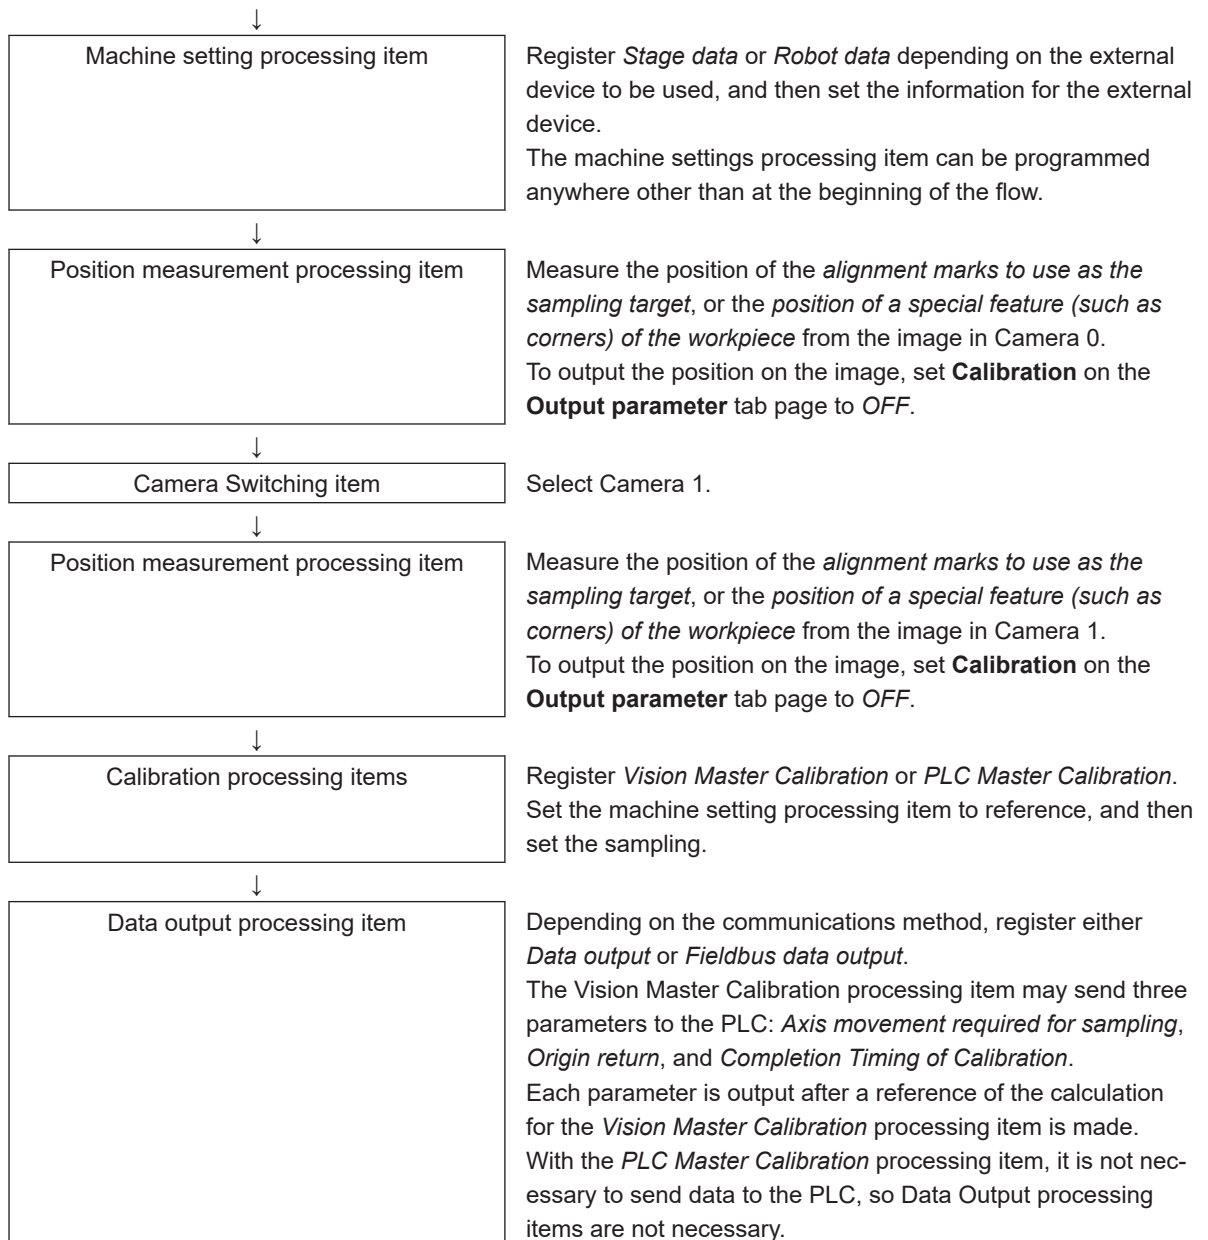 ↓
Machine setting processing item
Register Stage data or Robot data depending on the external
device to be used, and then set the information for the external
device.
The machine settings processing item can be programmed
anywhere other than at the beginning of the flow.
↓
Position measurement processing item
Measure the position of the alignment marks to use as the
sampling target, or the position of a special feature (such as
corners) of the workpiece from the image in Camera 0.
To output the position on the image, set Calibration on the
Output parameter tab page to OFF.
↓
Camera Switching item
Select Camera 1.
↓
Position measurement processing item
Measure the position of the alignment marks to use as the
sampling target, or the position of a special feature (such as
corners) of the workpiece from the image in Camera 1.
To output the position on the image, set Calibration on the
Output parameter tab page to OFF.
↓
Calibration processing items
Register Vision Master Calibration or PLC Master Calibration.
Set the machine setting processing item to reference, and then
set the sampling.
↓
Data output processing item
Depending on the communications method, register either
Data output or Fieldbus data output.
The Vision Master Calibration processing item may send three
parameters to the PLC: Axis movement required for sampling,
Origin return, and Completion Timing of Calibration.
Each parameter is output after a reference of the calculation
for the Vision Master Calibration processing item is made.
With the PLC Master Calibration processing item, it is not nec-
essary to send data to the PLC, so Data Output processing
items are not necessary.